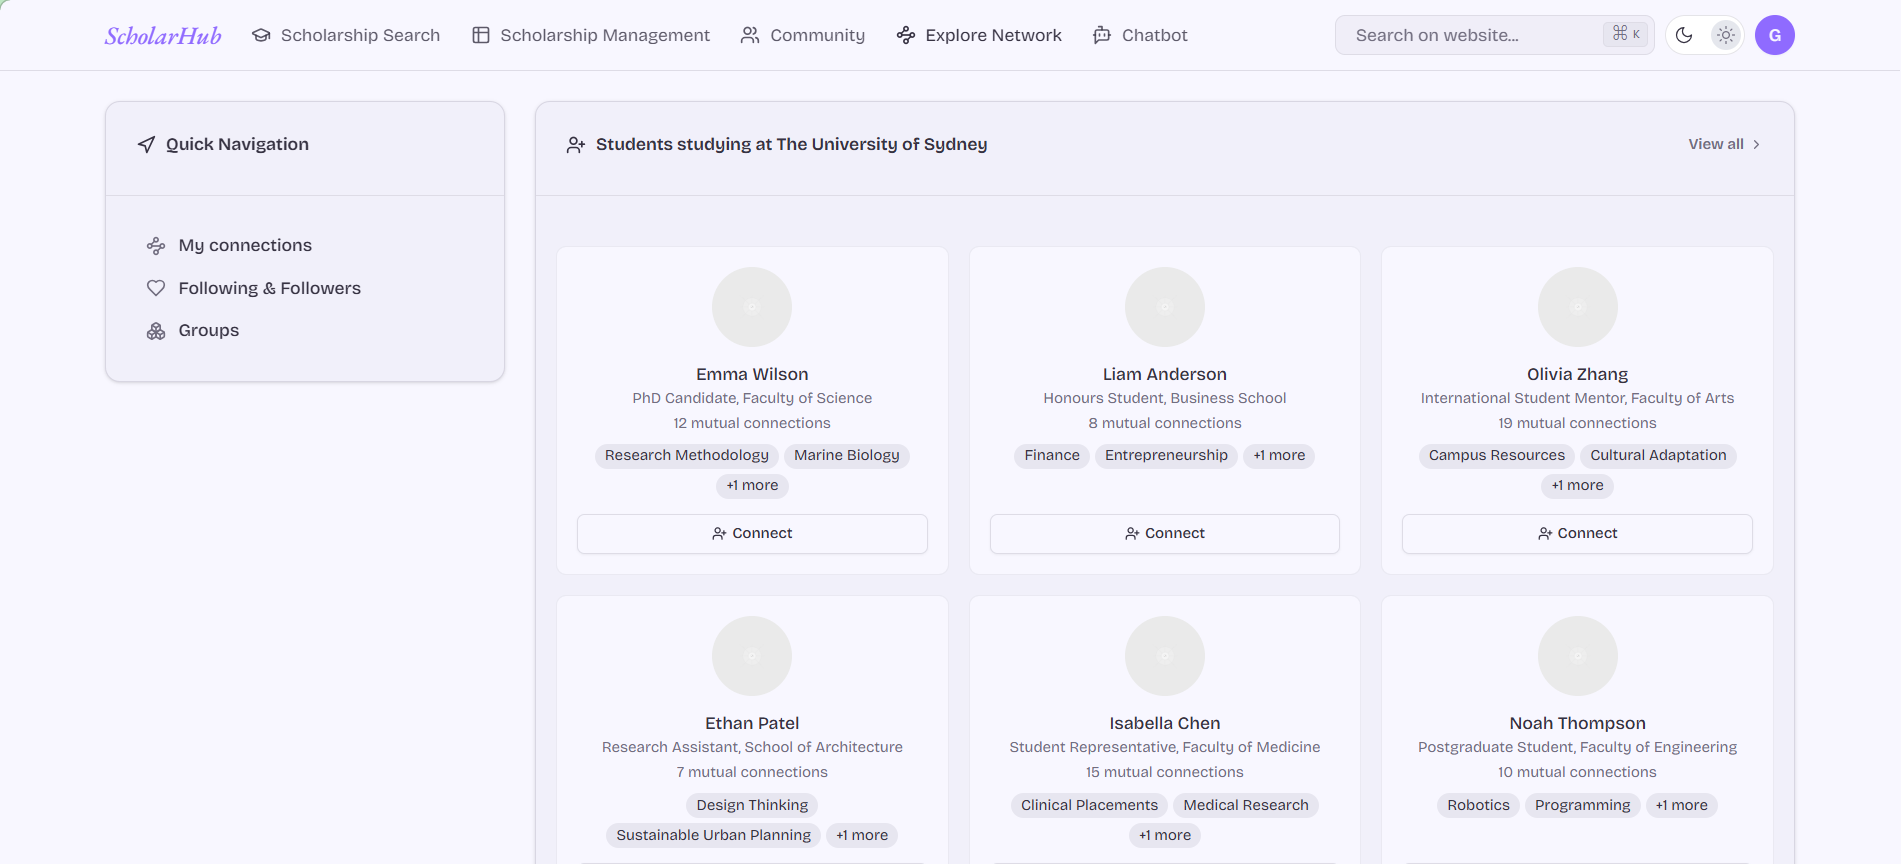 ScholarHub
Scholarship Search
Scholarship Management
Community
Explore Network
Chatbot
Search on website...
⌘ K
G
Quick Navigation
My connections
Following & Followers
Groups
Students studying at The University of Sydney
View all
Emma Wilson
PhD Candidate, Faculty of Science
12 mutual connections
Research Methodology
Marine Biology
+1 more
Connect
Liam Anderson
Honours Student, Business School
8 mutual connections
Finance
Entrepreneurship
+1 more
Connect
Olivia Zhang
International Student Mentor, Faculty of Arts
19 mutual connections
Campus Resources
Cultural Adaptation
+1 more
Connect
Ethan Patel
Research Assistant, School of Architecture
7 mutual connections
Design Thinking
Sustainable Urban Planning
+1 more
Isabella Chen
Student Representative, Faculty of Medicine
15 mutual connections
Clinical Placements
Medical Research
+1 more
Noah Thompson
Postgraduate Student, Faculty of Engineering
10 mutual connections
Robotics
Programming
+1 more